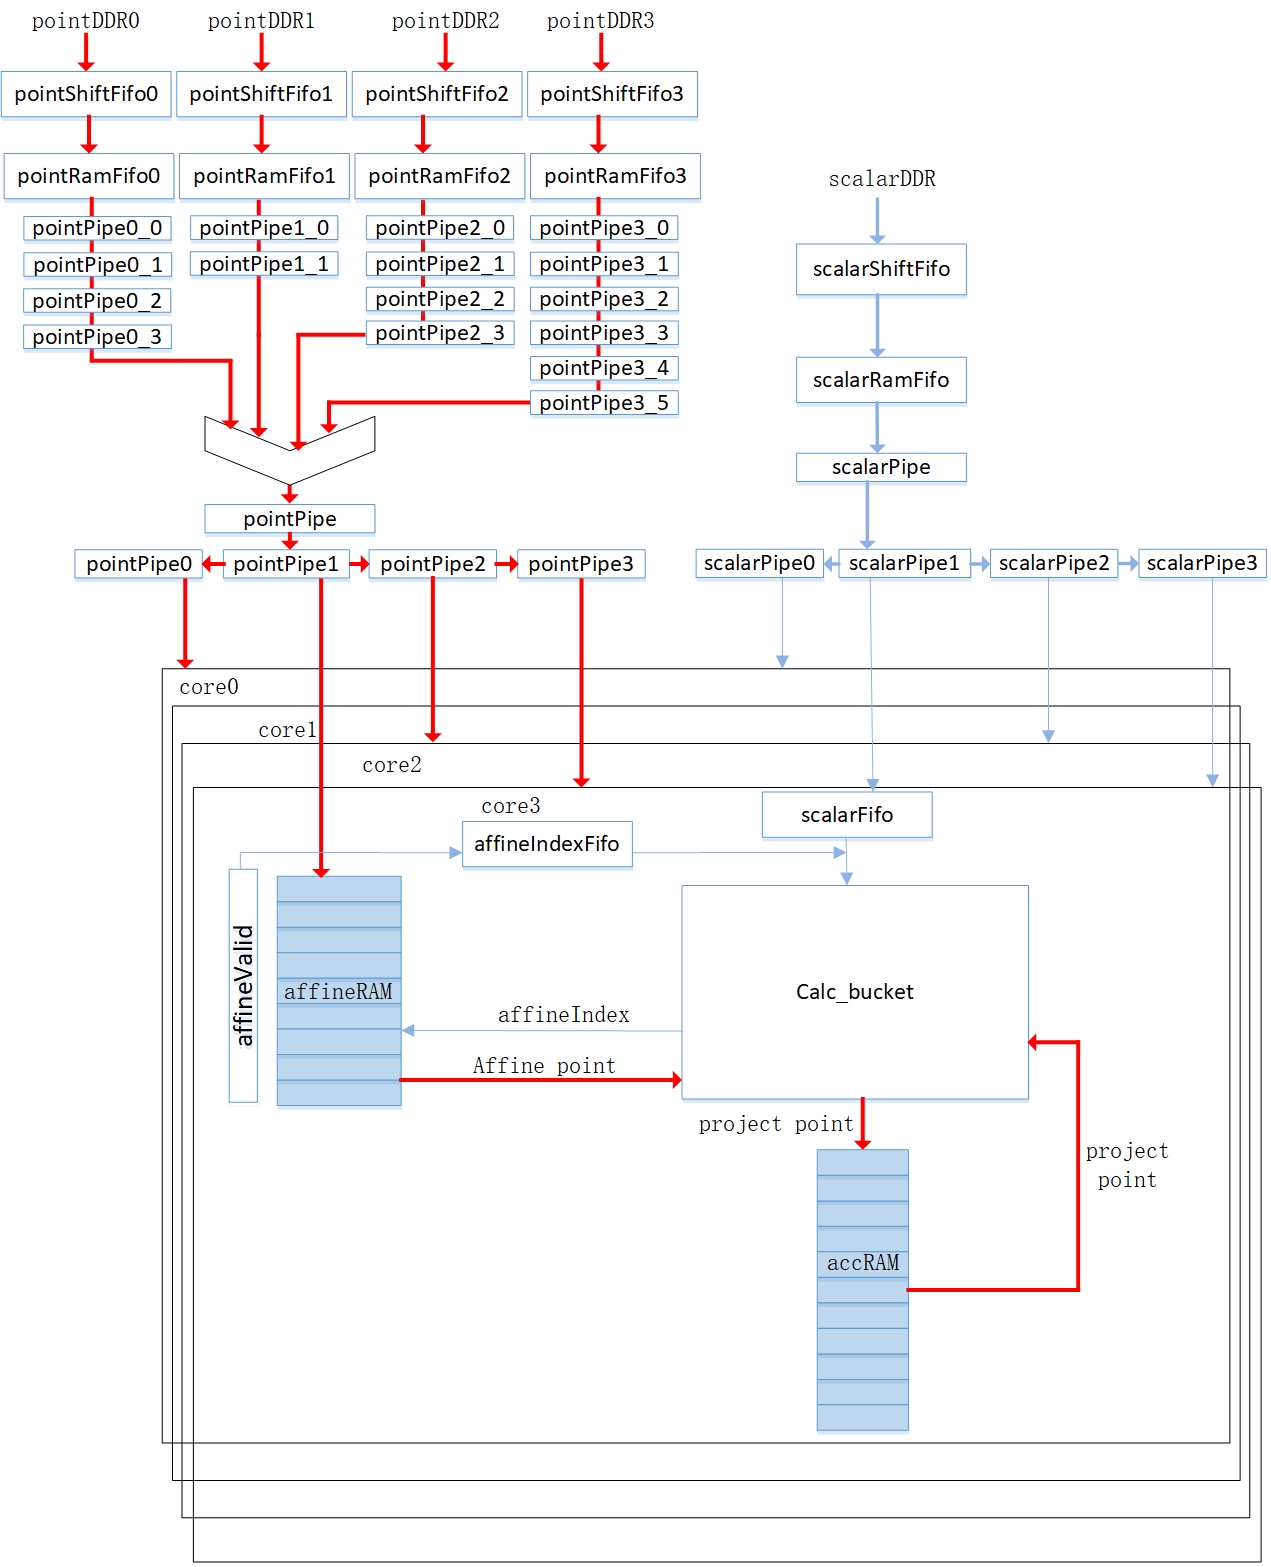 pointDDR0 pointDDR1 pointDDR2 pointDDR3
pointShiftFifo0 pointShiftFifo1 pointShiftFifo2 pointShiftFifo3
pointRamFifo0 pointRamFifo1 pointRamFifo2 pointRamFifo3
scalarDDR
pointPipe0_0 pointPipe1_0 pointPipe2_0 pointPipe3_0
pointPipe0_1 pointPipe1_1 pointPipe2_1 pointPipe3_1
scalarShiftFifo
pointPipe0_2 pointPipe2_2 pointPipe3_2
pointPipe0_3 pointPipe2_3 pointPipe3_3
pointPipe3_4
scalarRamFifo
pointPipe3_5
scalarPipe
pointPipe
pointPipe0 pointPipe1 pointPipe2 pointPipe3 scalarPipe0 scalarPipe1 scalarPipe2 scalarPipe3
core0
core1
core2
core3
scalarFifo
affineIndexFifo
affineValid
affineRAM
Calc_bucket
affineIndex
Affine point
project point
project
point
accRAM